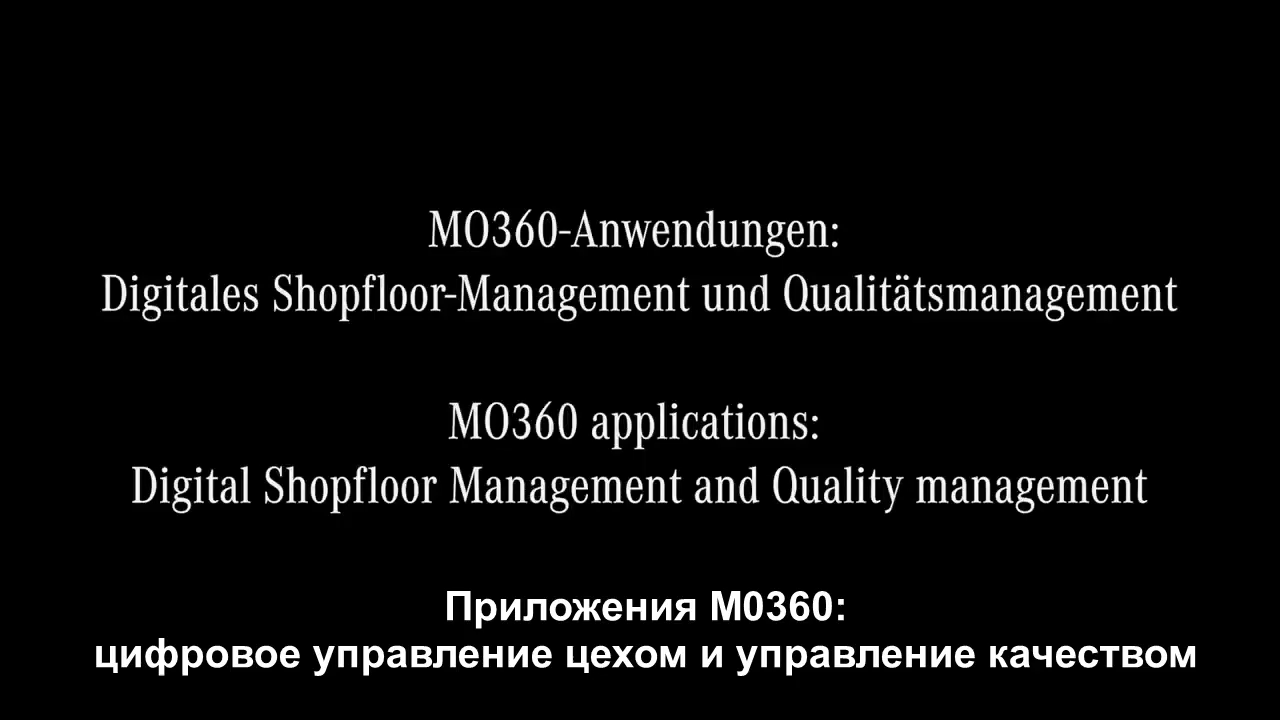 MO360-Anwendungen:
Digitales Shopfloor-Management und Qualitätsmanagement
MO360 applications:
Digital Shopfloor Management and Quality management
Приложения М0360:
цифровое управление цехом и управление качеством